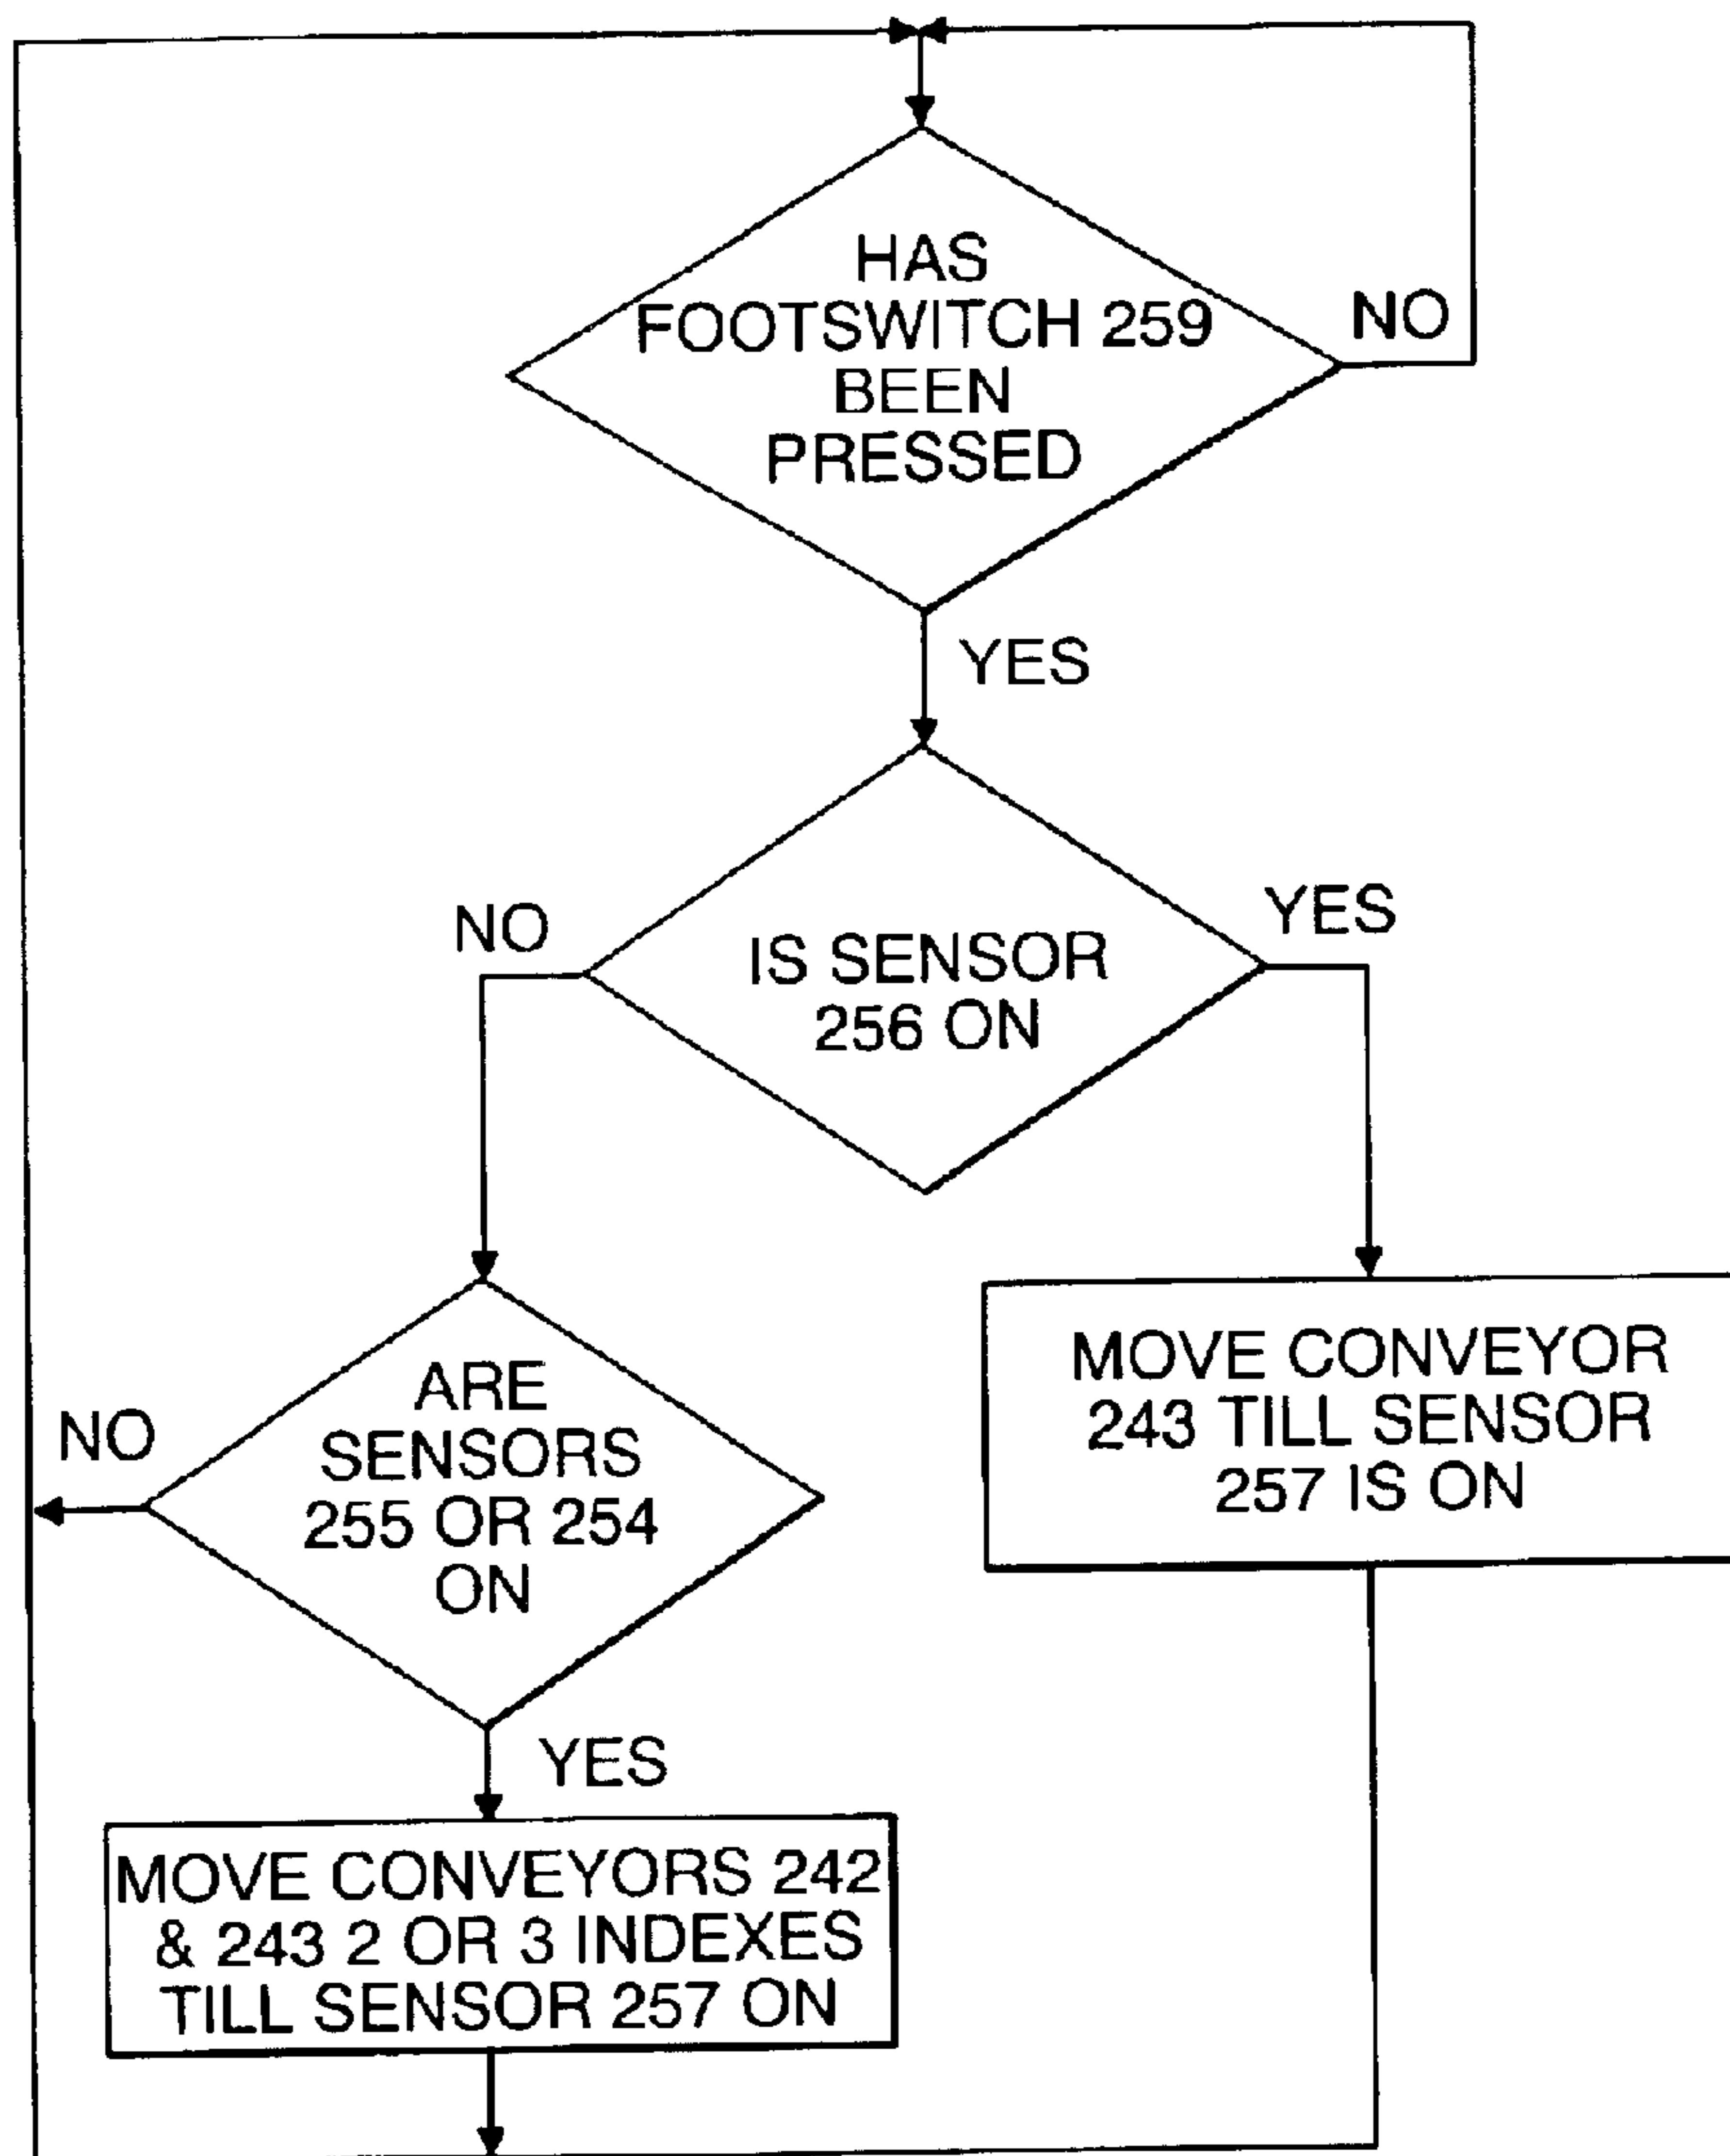 HAS
FOOTSWITCH 259
BEEN
PRESSED
NO
YES
NO
IS SENSOR
256 ON
YES
NO
ARE
SENSORS
255 OR 254
ON
MOVE CONVEYOR
243 TILL SENSOR
257 IS ON
YES
MOVE CONVEYORS 242
& 243 2 OR 3 INDEXES
TILL SENSOR 257 ON